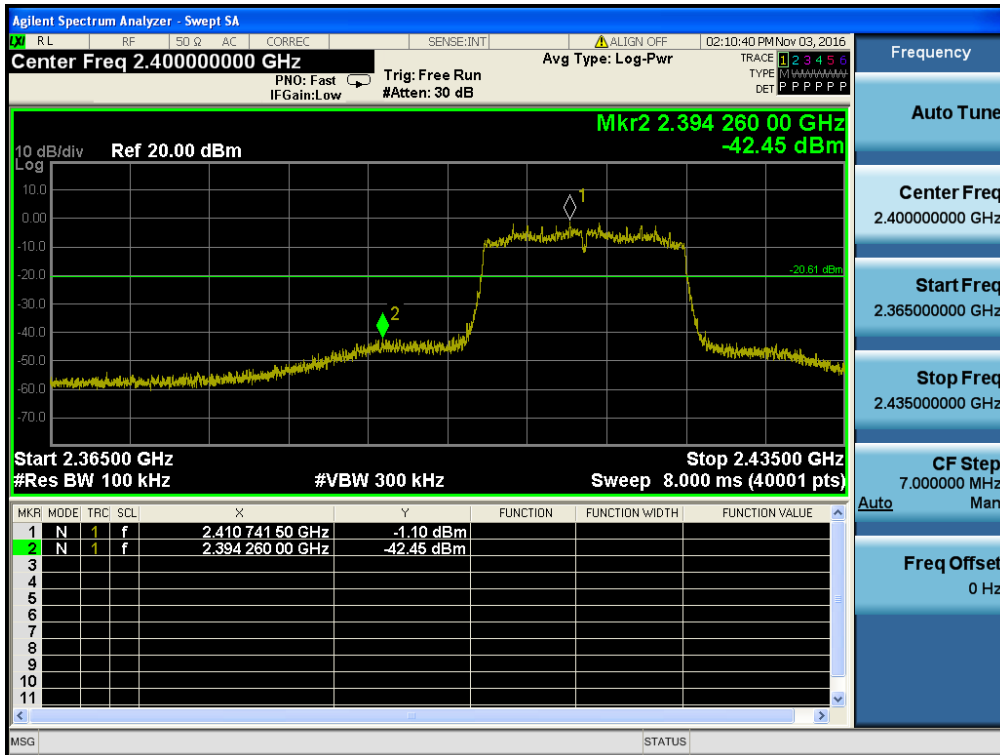 Agilent Spectrum Analyzer - Swept SA
LXI RL RF 50 Ω AC CORREC SENSE:INT ALIGN OFF 02:10:40 PM Nov 03, 2016
Center Freq 2.400000000 GHz
PNO: Fast
IFGain:Low
Trig: Free Run
#Atten: 30 dB
Avg Type: Log-Pwr
TRACE 1 2 3 4 5 6
TYPE M
DET P P P P P P
Mkr2 2.394 260 00 GHz
-42.45 dBm
10 dB/div Ref 20.00 dBm
Log
10.0
0.00
-10.0
-20.0
-30.0
-40.0
-50.0
-60.0
-70.0
1
-20.61 dBm
2
Start 2.36500 GHz Stop 2.43500 GHz
#Res BW 100 kHz #VBW 300 kHz Sweep 8.000 ms (40001 pts)
MKR MODE TRC SCL X Y FUNCTION FUNCTION WIDTH FUNCTION VALUE
1 N 1 f 2.410 741 50 GHz -1.10 dBm
2 N 1 f 2.394 260 00 GHz -42.45 dBm
3
4
5
6
7
8
9
10
11
MSG STATUS
Frequency
Auto Tune
Center Freq
2.400000000 GHz
Start Freq
2.365000000 GHz
Stop Freq
2.435000000 GHz
CF Step
7.000000 MHz
Auto Man
Freq Offset
0 Hz